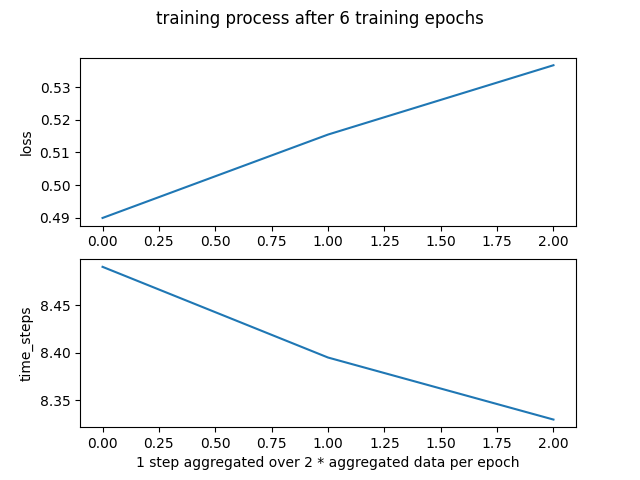 training process after 6 training epochs
loss
0.53
0.52
0.51
0.50
0.49
0.00 0.25 0.50 0.75 1.00 1.25 1.50 1.75 2.00
time_steps
8.45
8.40
8.35
0.00 0.25 0.50 0.75 1.00 1.25 1.50 1.75 2.00
1 step aggregated over 2 * aggregated data per epoch